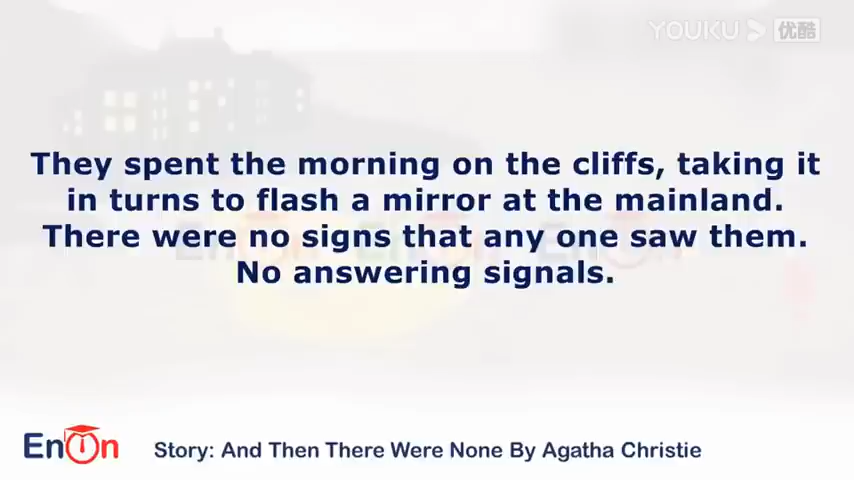 YOUKU 优酷
They spent the morning on the cliffs, taking it
in turns to flash a mirror at the mainland.
There were no signs that any one saw them.
No answering signals.
EnOn
Story: And Then There Were None By Agatha Christie